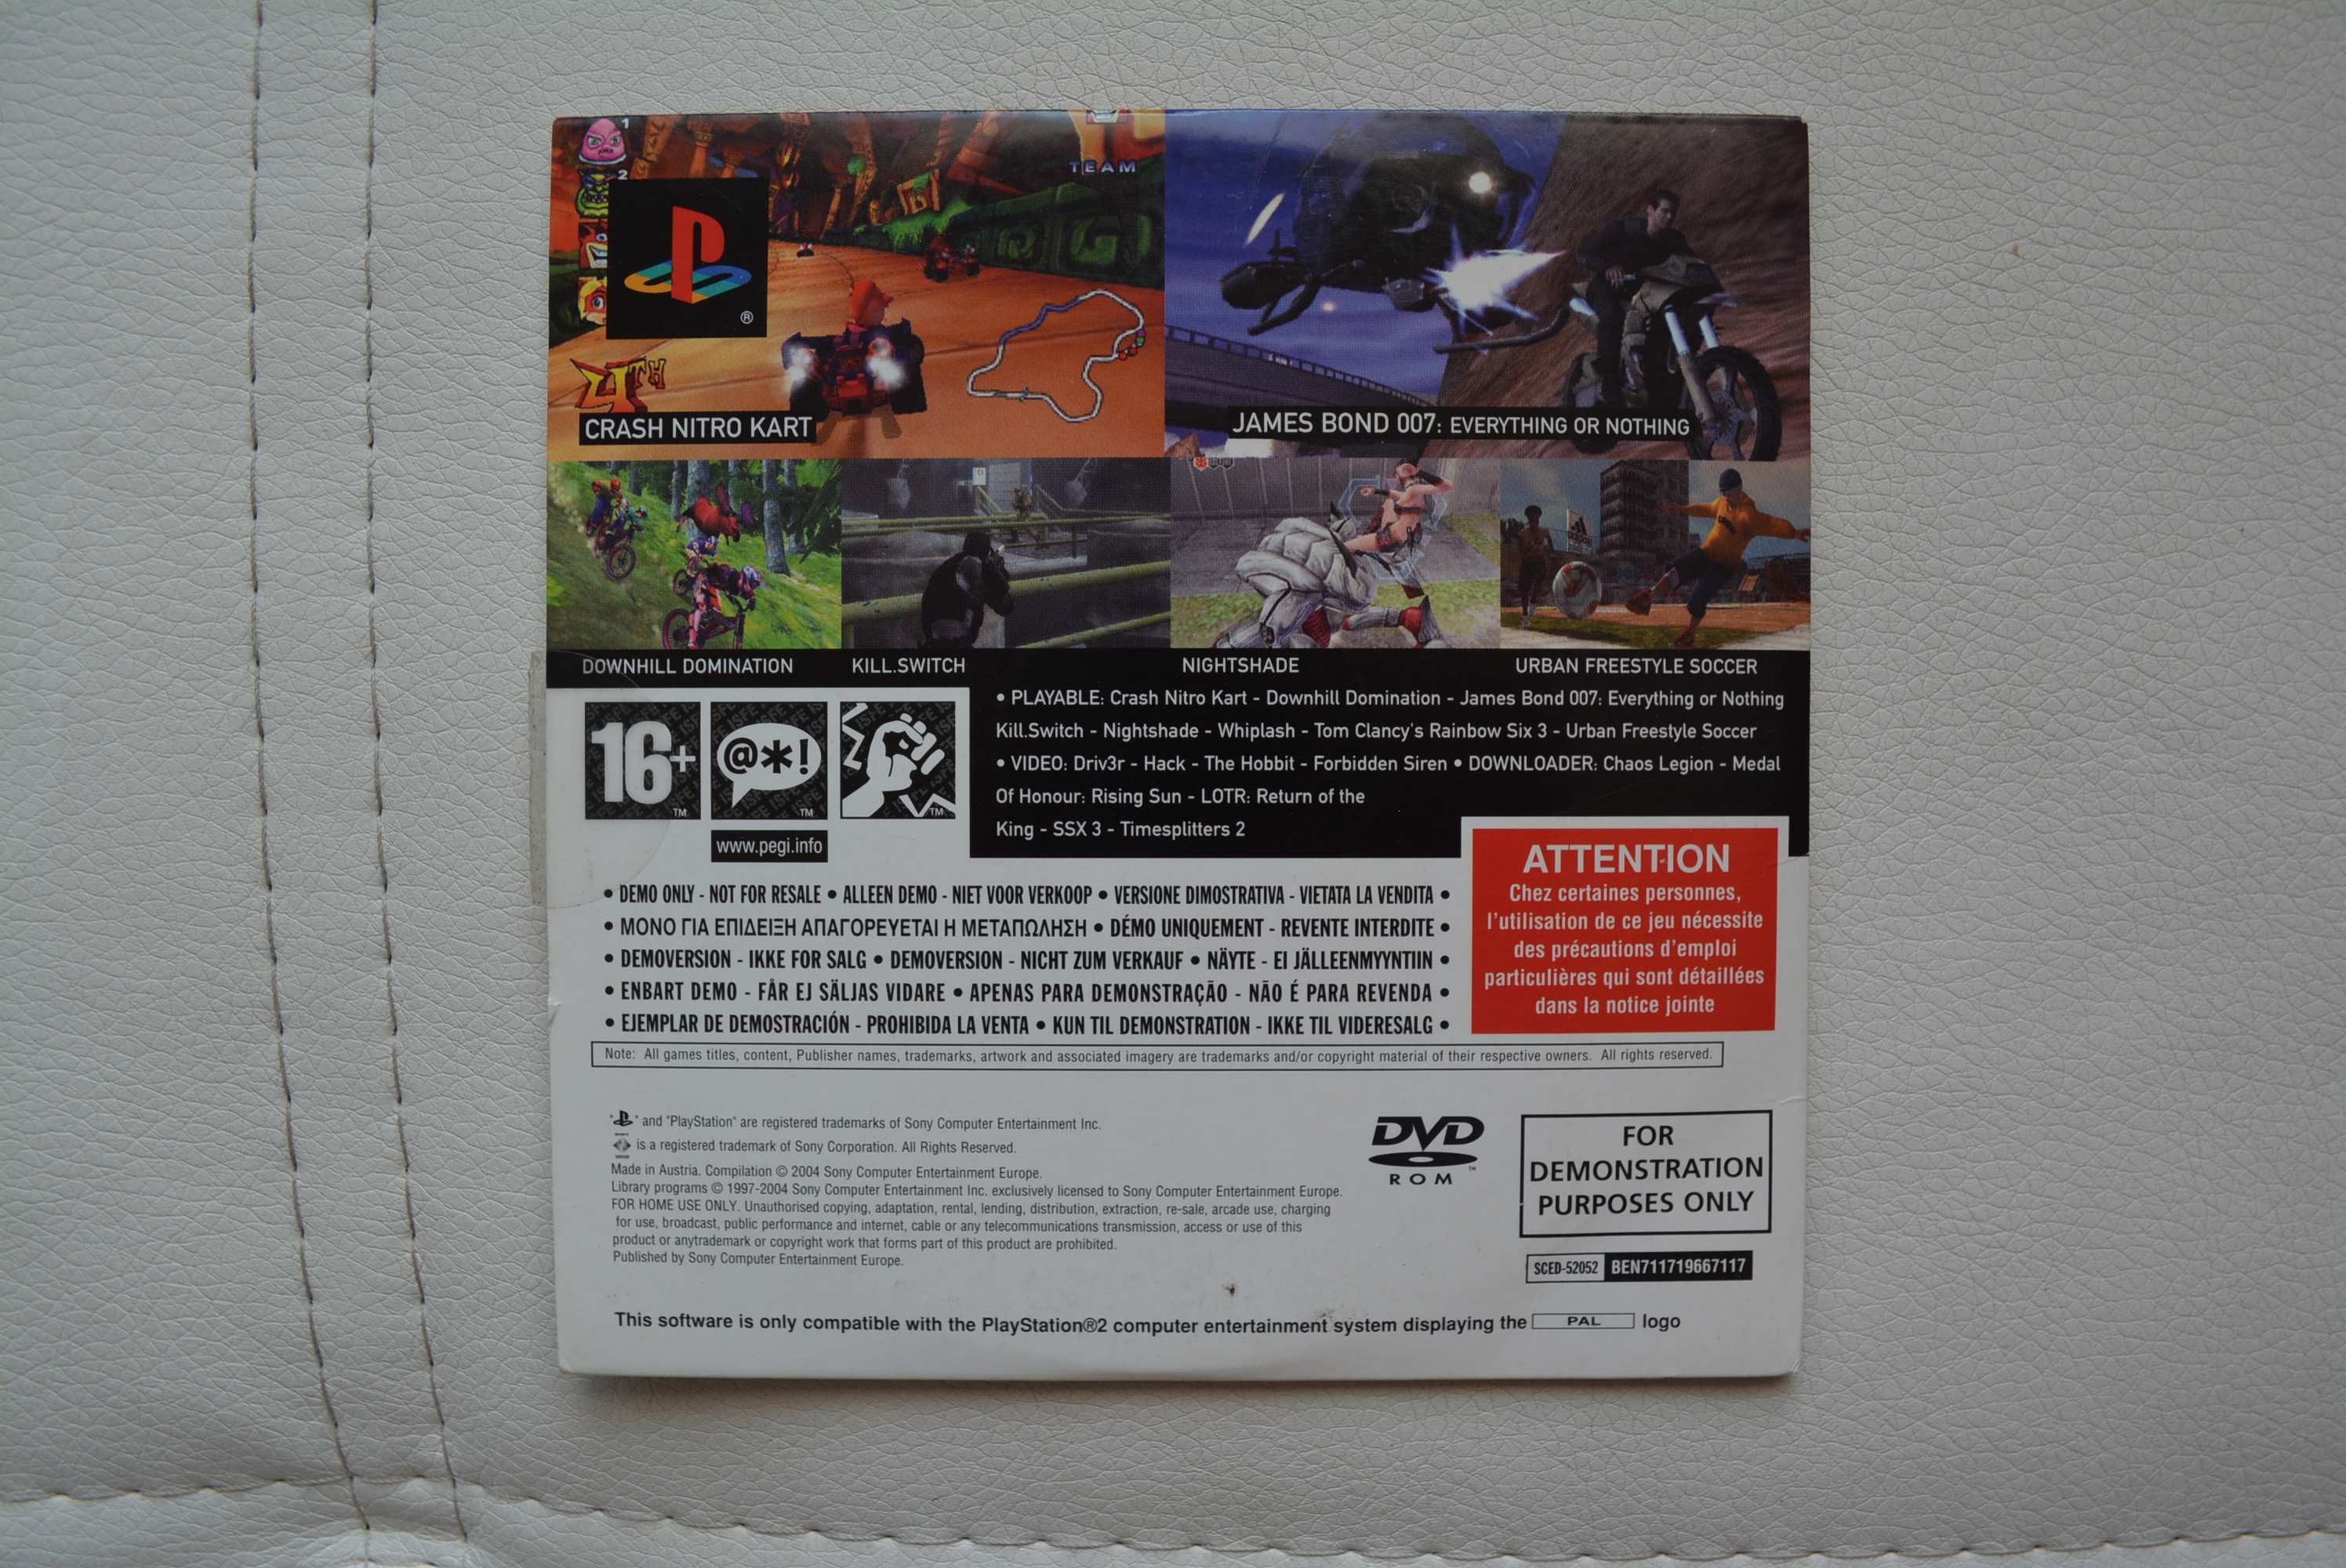 1
2
TEAM
®
4TH
CRASH NITRO KART
JAMES BOND 007: EVERYTHING OR NOTHING
DOWNHILL DOMINATION
KILL.SWITCH
NIGHTSHADE
URBAN FREESTYLE SOCCER
• PLAYABLE: Crash Nitro Kart - Downhill Domination - James Bond 007: Everything or Nothing
Kill.Switch - Nightshade - Whiplash - Tom Clancy's Rainbow Six 3 - Urban Freestyle Soccer
• VIDEO: Driv3r - Hack - The Hobbit - Forbidden Siren • DOWNLOADER: Chaos Legion - Medal
Of Honour: Rising Sun - LOTR: Return of the
King - SSX 3 - Timesplitters 2
16+ ™
@*! ™
™
www.pegi.info
ATTENTION
Chez certaines personnes,
l'utilisation de ce jeu nécessite
des précautions d'emploi
particulières qui sont détaillées
dans la notice jointe
• DEMO ONLY - NOT FOR RESALE • ALLEEN DEMO - NIET VOOR VERKOOP • VERSIONE DIMOSTRATIVA - VIETATA LA VENDITA •
• ΜΟΝΟ ΓΙΑ ΕΠΙΔΕΙΞΗ ΑΠΑΓΟΡΕΥΕΤΑΙ Η ΜΕΤΑΠΩΛΗΣΗ • DÉMO UNIQUEMENT - REVENTE INTERDITE •
• DEMOVERSION - IKKE FOR SALG • DEMOVERSION - NICHT ZUM VERKAUF • NÄYTE - EI JÄLLEENMYYNTIIN •
• ENBART DEMO - FÅR EJ SÄLJAS VIDARE • APENAS PARA DEMONSTRAÇÃO - NÃO É PARA REVENDA •
• EJEMPLAR DE DEMOSTRACIÓN - PROHIBIDA LA VENTA • KUN TIL DEMONSTRATION - IKKE TIL VIDERESALG •
Note: All games titles, content, Publisher names, trademarks, artwork and associated imagery are trademarks and/or copyright material of their respective owners. All rights reserved.
" " and "PlayStation" are registered trademarks of Sony Computer Entertainment Inc.
is a registered trademark of Sony Corporation. All Rights Reserved.
Made in Austria. Compilation © 2004 Sony Computer Entertainment Europe.
Library programs © 1997-2004 Sony Computer Entertainment Inc. exclusively licensed to Sony Computer Entertainment Europe.
FOR HOME USE ONLY. Unauthorised copying, adaptation, rental, lending, distribution, extraction, re-sale, arcade use, charging
for use, broadcast, public performance and internet, cable or any telecommunications transmission, access or use of this
product or anytrademark or copyright work that forms part of this product are prohibited.
Published by Sony Computer Entertainment Europe.
DVD
ROM
FOR
DEMONSTRATION
PURPOSES ONLY
SCED-52052 BEN711719667117
This software is only compatible with the PlayStation®2 computer entertainment system displaying the PAL logo